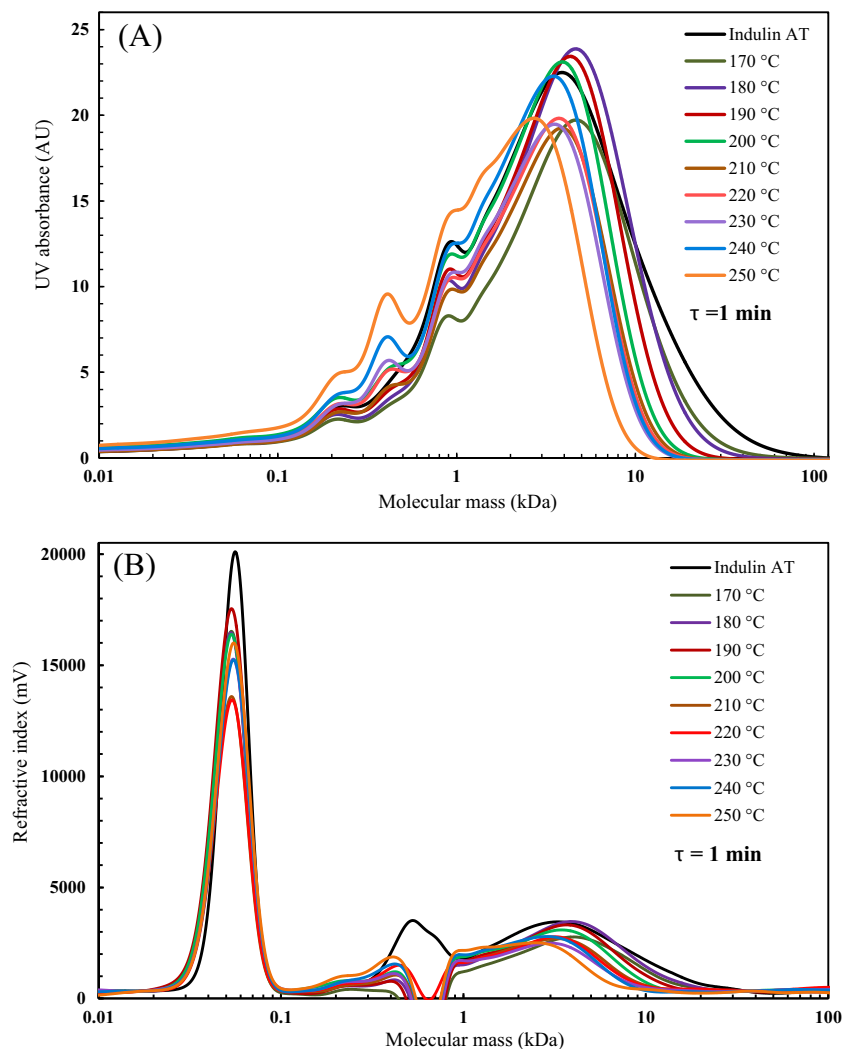 (A)
UV absorbance (AU)
25
20
15
10
5
0
0.01
0.1
1
10
100
Molecular mass (kDa)
Indulin AT
170 °C
180 °C
190 °C
200 °C
210 °C
220 °C
230 °C
240 °C
250 °C
τ =1 min
(B)
Refractive index (mV)
20000
15000
10000
5000
0
0.01
0.1
1
10
100
Molecular mass (kDa)
Indulin AT
170 °C
180 °C
190 °C
200 °C
210 °C
220 °C
230 °C
240 °C
250 °C
τ = 1 min